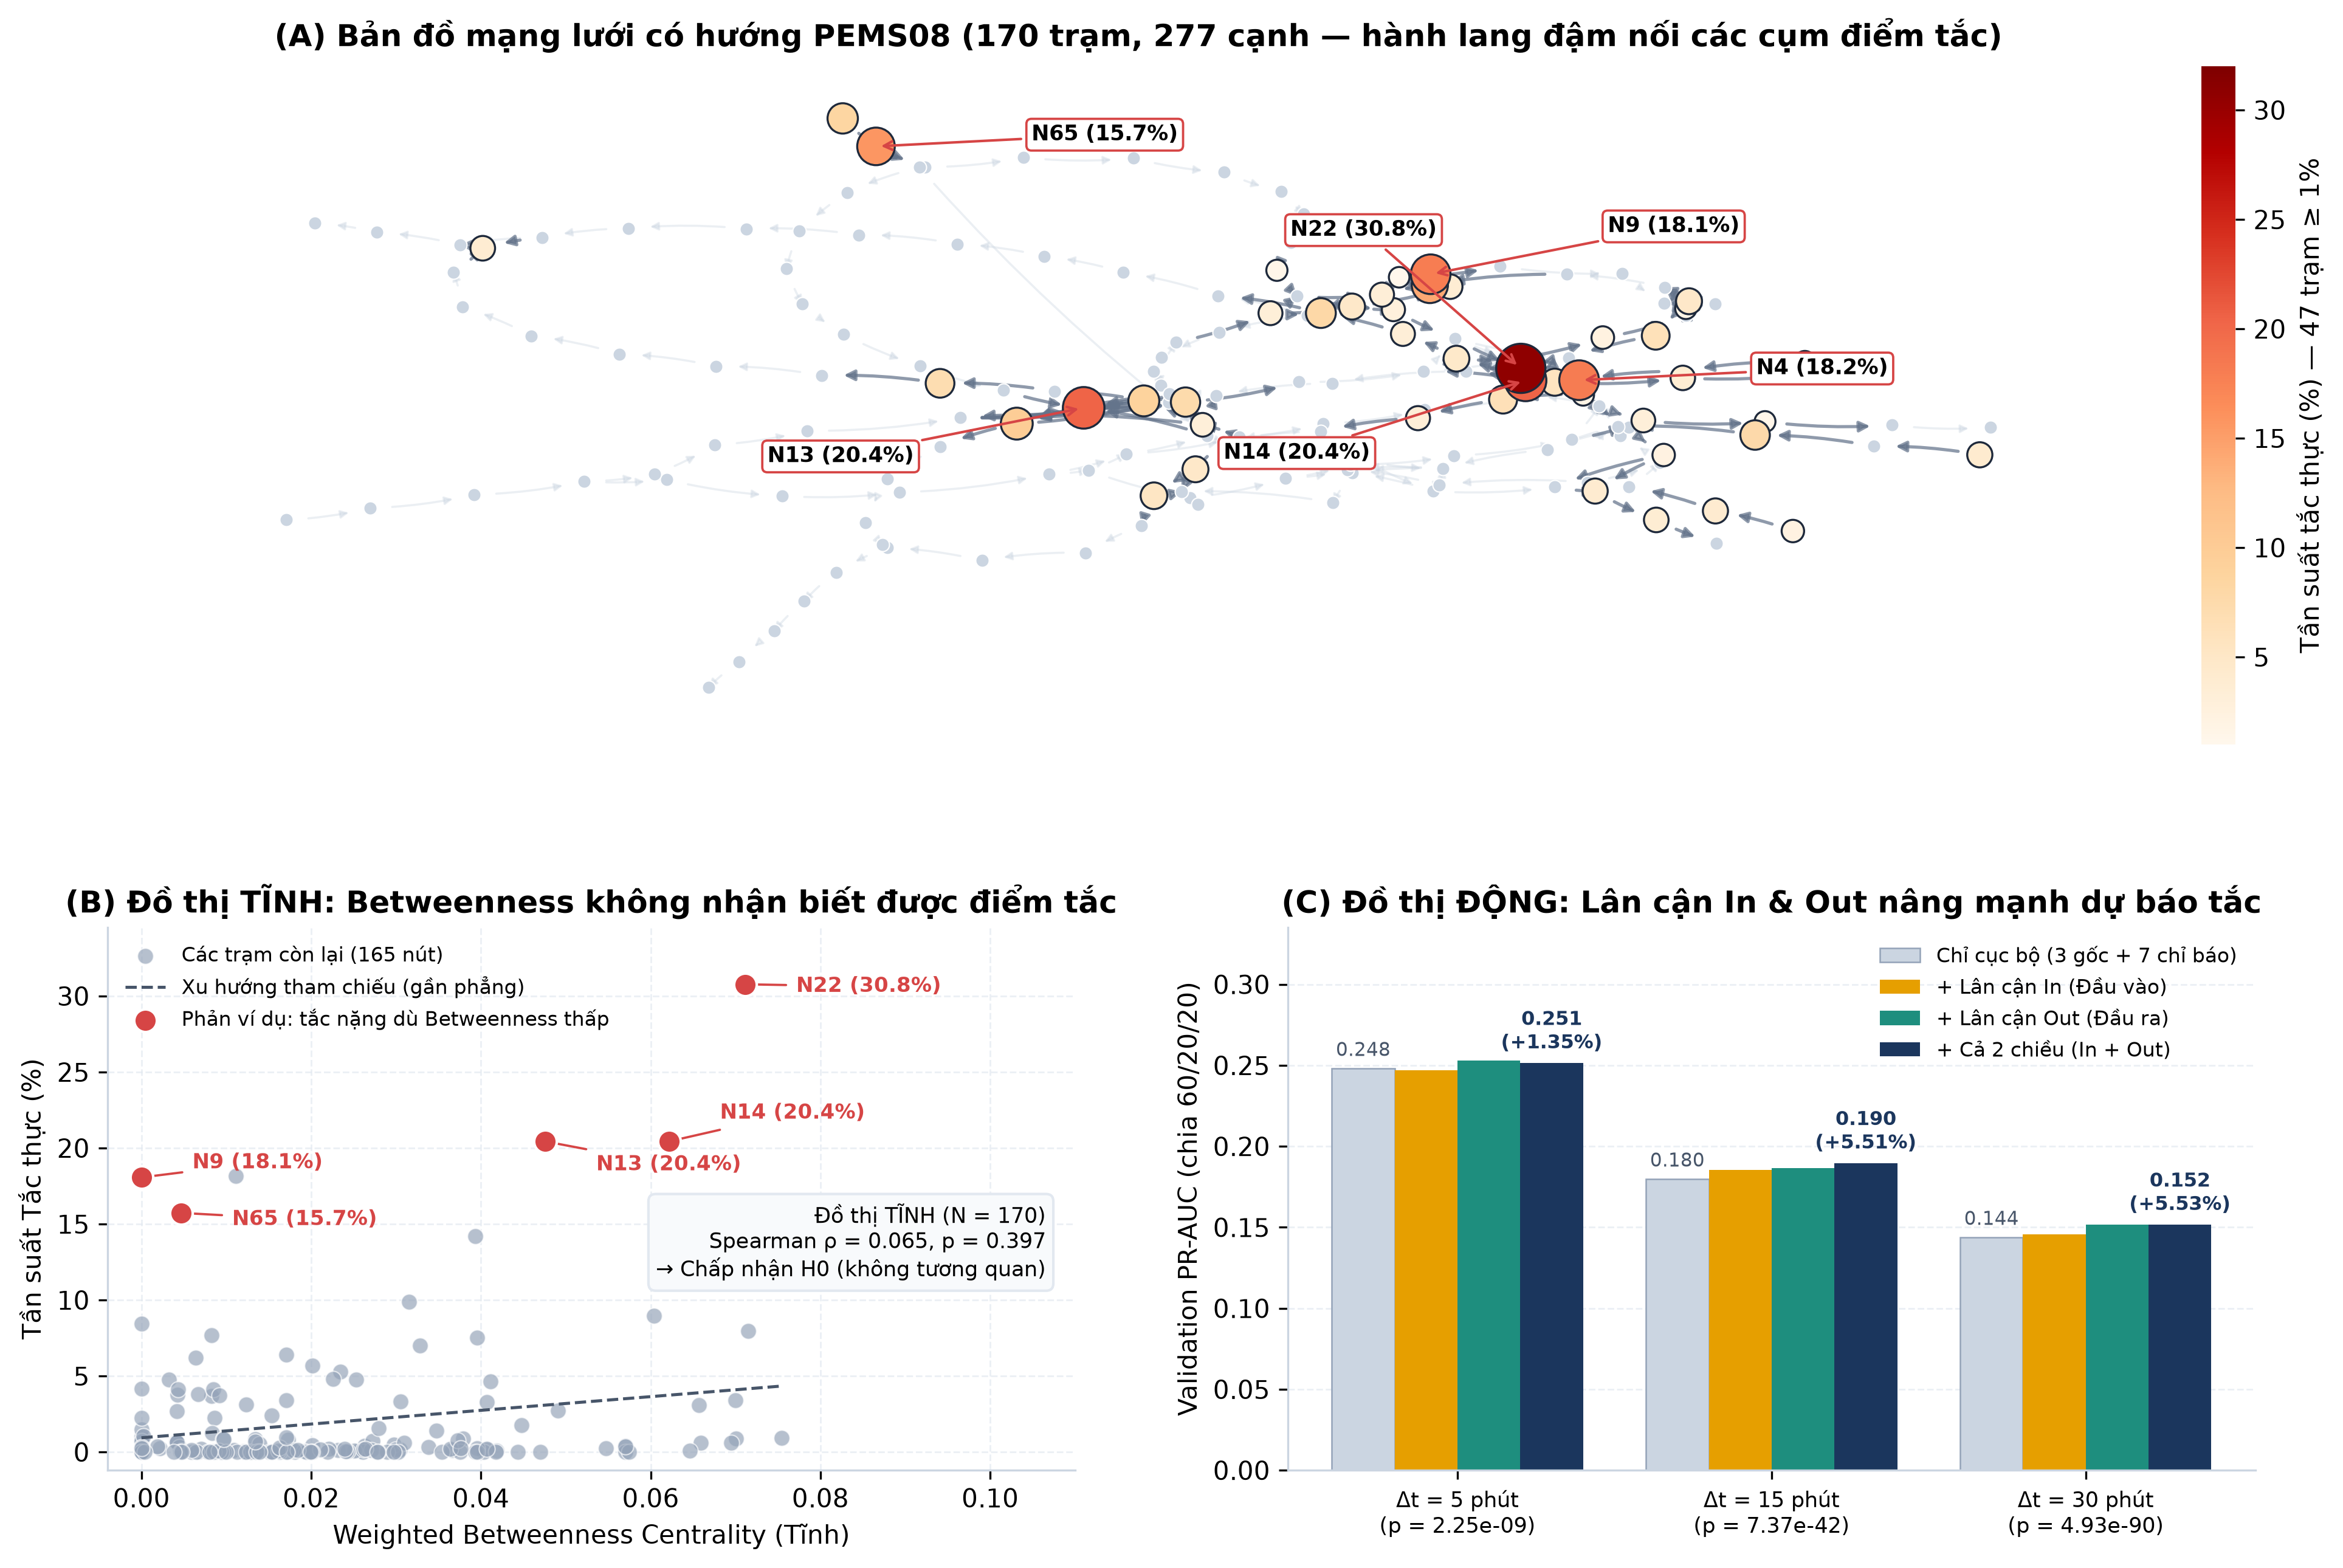 (A) Bản đồ mạng lưới có hướng PEMS08 (170 trạm, 277 cạnh — hành lang đậm nối các cụm điểm tắc)
N65 (15.7%)
N22 (30.8%)
N9 (18.1%)
N4 (18.2%)
N13 (20.4%)
N14 (20.4%)
30
25
20
15
10
5
Tần suất tắc thực (%) — 47 trạm ≥ 1%
(B) Đồ thị TĨNH: Betweenness không nhận biết được điểm tắc
Các trạm còn lại (165 nút)
Xu hướng tham chiếu (gần phẳng)
Phản ví dụ: tắc nặng dù Betweenness thấp
N22 (30.8%)
N14 (20.4%)
N13 (20.4%)
N9 (18.1%)
N65 (15.7%)
Đồ thị TĨNH (N = 170)
Spearman ρ = 0.065, p = 0.397
→ Chấp nhận H0 (không tương quan)
Tần suất Tắc thực (%)
30
25
20
15
10
5
0
0.00
0.02
0.04
0.06
0.08
0.10
Weighted Betweenness Centrality (Tĩnh)
(C) Đồ thị ĐỘNG: Lân cận In & Out nâng mạnh dự báo tắc
Chỉ cục bộ (3 gốc + 7 chỉ báo)
+ Lân cận In (Đầu vào)
+ Lân cận Out (Đầu ra)
+ Cả 2 chiều (In + Out)
0.248
0.251
(+1.35%)
0.180
0.190
(+5.51%)
0.144
0.152
(+5.53%)
Validation PR-AUC (chia 60/20/20)
0.30
0.25
0.20
0.15
0.10
0.05
0.00
Δt = 5 phút
(p = 2.25e-09)
Δt = 15 phút
(p = 7.37e-42)
Δt = 30 phút
(p = 4.93e-90)